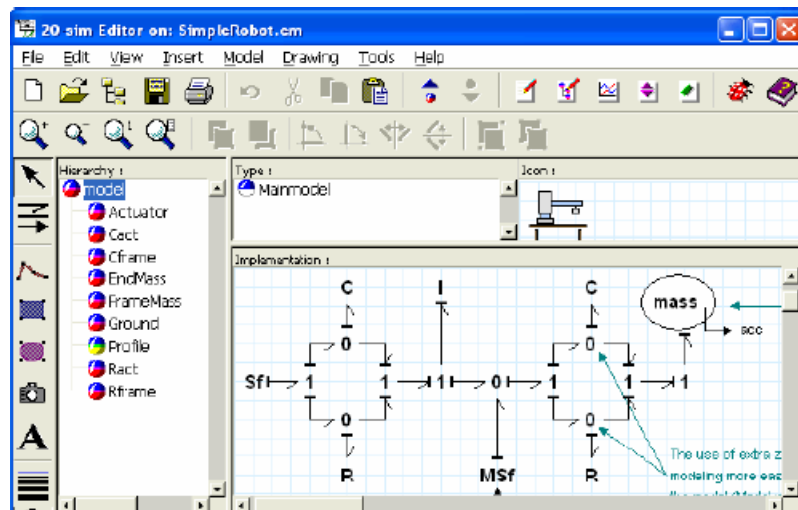 20 sim Editor on: SimpleRobot.cm
File Edit View Insert Model Drawing Tools Help
Hierarchy :
model
Actuator
Cact
Cframe
EndMass
FrameMass
Ground
Profile
Ract
Rframe
Type :
Mainmodel
Icon :
Implementation :
C I C mass
acc
0 0
Sf 1 1 1 0 1 1 1
0 0
R MSf R
A
The use of extra z
modeling more eas